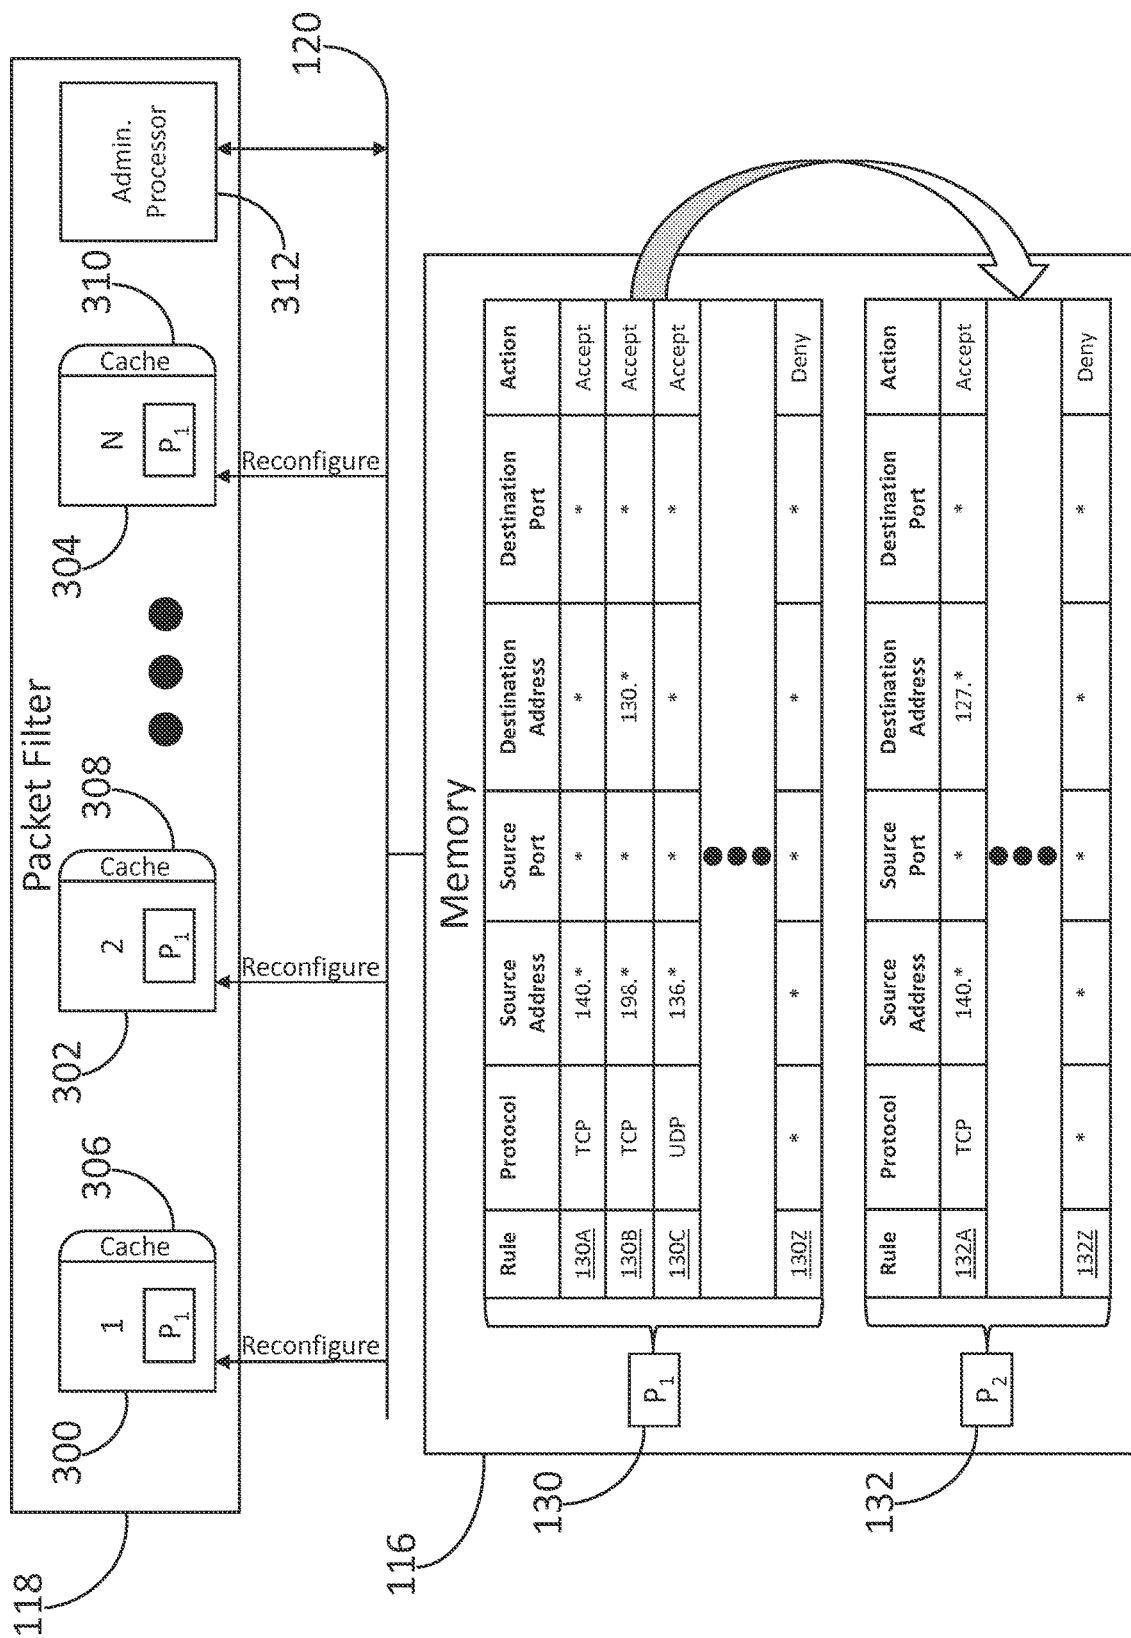 118
Packet Filter
300
1
P1
Cache
306
302
2
P1
Cache
308
304
N
P1
Cache
310
Admin.
Processor
312
Reconfigure
Reconfigure
Reconfigure
120
116
Memory
130
P1
Rule Protocol Source Address Source Port Destination Address Destination Port Action
130A TCP 140.* * * * Accept
130B TCP 198.* * 130.* * Accept
130C UDP 136.* * * * Accept
130Z * * * * * Deny
132
P2
Rule Protocol Source Address Source Port Destination Address Destination Port Action
132A TCP 140.* * 127.* * Accept
132Z * * * * * Deny